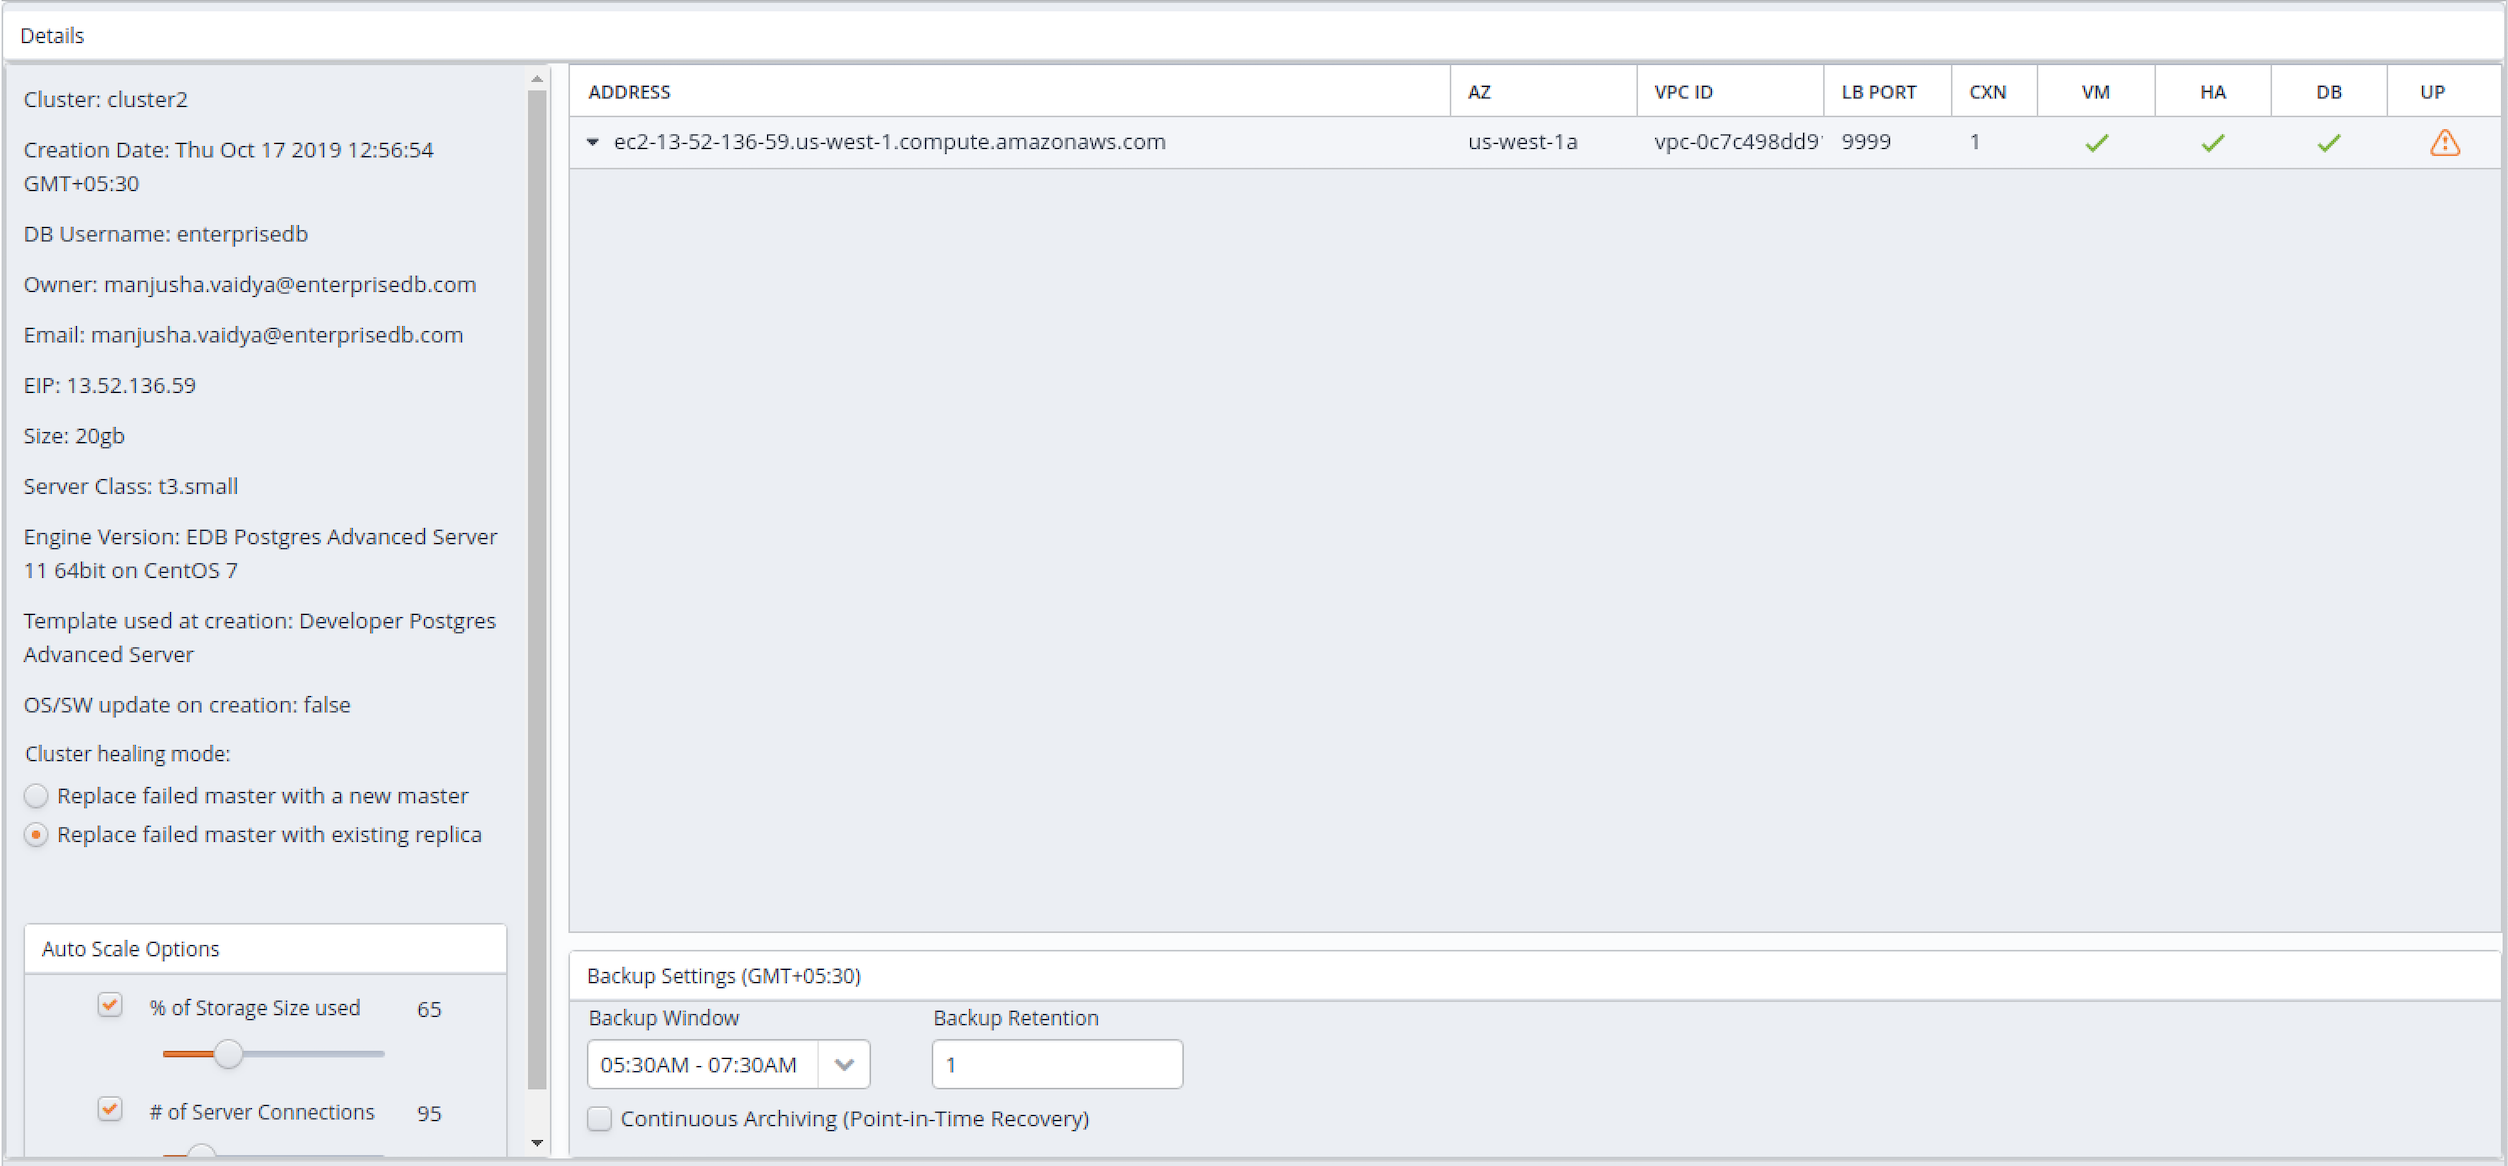 Details
Cluster: cluster2
Creation Date: Thu Oct 17 2019 12:56:54
GMT+05:30
DB Username: enterprisedb
Owner: manjusha.vaidya@enterprisedb.com
Email: manjusha.vaidya@enterprisedb.com
EIP: 13.52.136.59
Size: 20gb
Server Class: t3.small
Engine Version: EDB Postgres Advanced Server
11 64bit on CentOS 7
Template used at creation: Developer Postgres
Advanced Server
OS/SW update on creation: false
Cluster healing mode:
Replace failed master with a new master
Replace failed master with existing replica
Auto Scale Options
% of Storage Size used 65
# of Server Connections 95
ADDRESS AZ VPC ID LB PORT CXN VM HA DB UP
ec2-13-52-136-59.us-west-1.compute.amazonaws.com us-west-1a vpc-0c7c498dd9 9999 1
Backup Settings (GMT+05:30)
Backup Window Backup Retention
05:30AM - 07:30AM 1
Continuous Archiving (Point-in-Time Recovery)